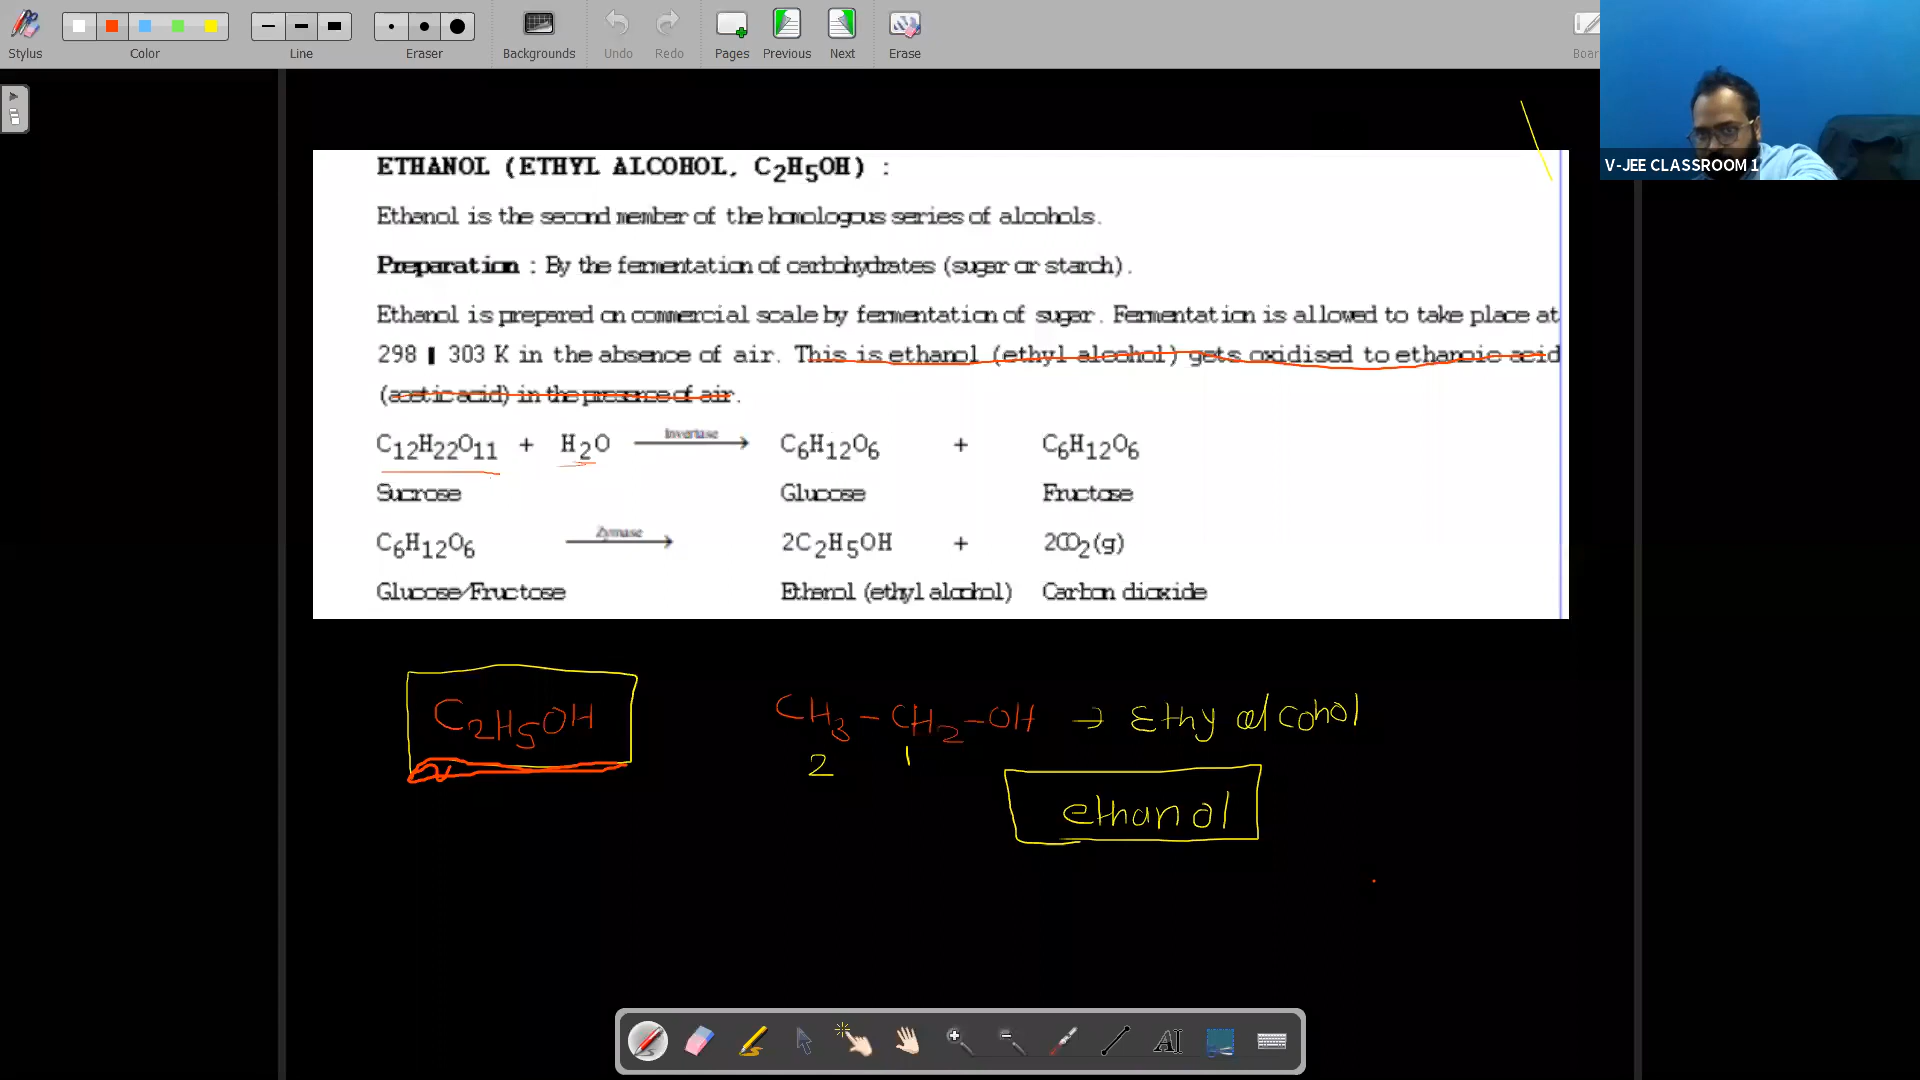 Stylus Color Line Eraser Backgrounds Undo Redo Pages Previous Next Erase
V-JEE CLASSROOM 1
ETHANOL (ETHYL ALCOHOL, C2H5OH) :
Ethanol is the second member of the homologous series of alcohols.
Preparation : By the fermentation of carbohydrates (sugar or starch).
Ethanol is prepared on commercial scale by fermentation of sugar. Fermentation is allowed to take place at
298 ▮ 303 K in the absence of air. This is ethanol (ethyl alcohol) gets oxidised to ethanoic acid
(acetic acid) in the presence of air.
C12H22O11 + H2O Invertase → C6H12O6 + C6H12O6
Sucrose Glucose Fructose
C6H12O6 Zymase → 2C2H5OH + 2CO2(g)
Glucose/Fructose Ethanol (ethyl alcohol) Carbon dioxide
C2H5OH
CH3-CH2-OH → Ethy alcohol
2 1
ethanol